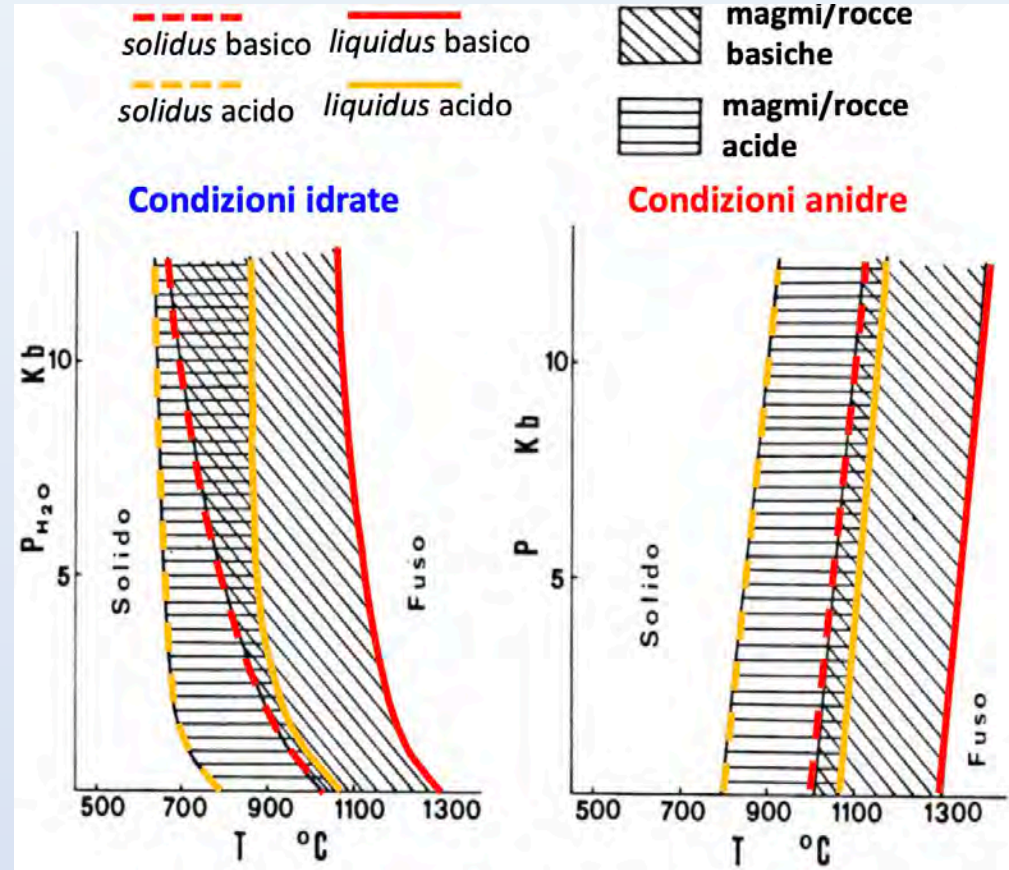 solidus basico
liquidus basico
solidus acido
liquidus acido
magmi/rocce
basiche
magmi/rocce
acide
Condizioni idrate
Condizioni anidre
P H₂O Kb
10
5
Solido
Fuso
500 700 900 1100 1300
T °C
P Kb
10
5
Solido
Fuso
500 700 900 1100 1300
T °C